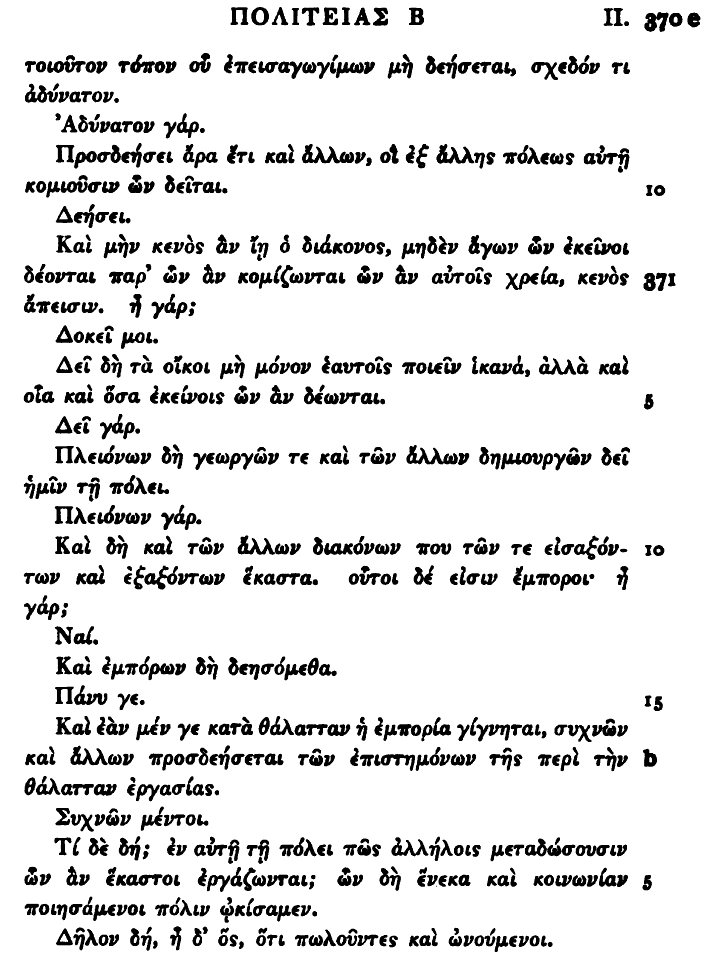 ΠΟΛΙΤΕΙΑΣ Β II. 370 e
τοιοῦτον τόπον οὗ ἐπεισαγωγίμων μὴ δεήσεται, σχεδόν τι
ἀδύνατον.
Ἀδύνατον γάρ.
Προσδεήσει ἄρα ἔτι καὶ ἄλλων, οἳ ἐξ ἄλλης πόλεως αὐτῇ
κομιοῦσιν ὧν δεῖται. 10
Δεήσει.
Καὶ μὴν κενὸς ἂν ἴῃ ὁ διάκονος, μηδὲν ἄγων ὧν ἐκεῖνοι
δέονται παρ’ ὧν ἂν κομίζωνται ὧν ἂν αὐτοῖς χρεία, κενὸς 371
ἄπεισιν. ἦ γάρ;
Δοκεῖ μοι.
Δεῖ δὴ τὰ οἴκοι μὴ μόνον ἑαυτοῖς ποιεῖν ἱκανά, ἀλλὰ καὶ
οἷα καὶ ὅσα ἐκείνοις ὧν ἂν δέωνται. 5
Δεῖ γάρ.
Πλειόνων δὴ γεωργῶν τε καὶ τῶν ἄλλων δημιουργῶν δεῖ
ἡμῖν τῇ πόλει.
Πλειόνων γάρ.
Καὶ δὴ καὶ τῶν ἄλλων διακόνων που τῶν τε εἰσαξόν- 10
των καὶ ἐξαξόντων ἕκαστα. οὗτοι δέ εἰσιν ἔμποροι· ἦ
γάρ;
Ναί.
Καὶ ἐμπόρων δὴ δεησόμεθα.
Πάνυ γε. 15
Καὶ ἐὰν μέν γε κατὰ θάλατταν ἡ ἐμπορία γίγνηται, συχνῶν
καὶ ἄλλων προσδεήσεται τῶν ἐπιστημόνων τῆς περὶ τὴν b
θάλατταν ἐργασίας.
Συχνῶν μέντοι.
Τί δὲ δή; ἐν αὐτῇ τῇ πόλει πῶς ἀλλήλοις μεταδώσουσιν
ὧν ἂν ἕκαστοι ἐργάζωνται; ὧν δὴ ἕνεκα καὶ κοινωνίαν 5
ποιησάμενοι πόλιν ᾠκίσαμεν.
Δῆλον δή, ἦ δ’ ὅς, ὅτι πωλοῦντες καὶ ὠνούμενοι.